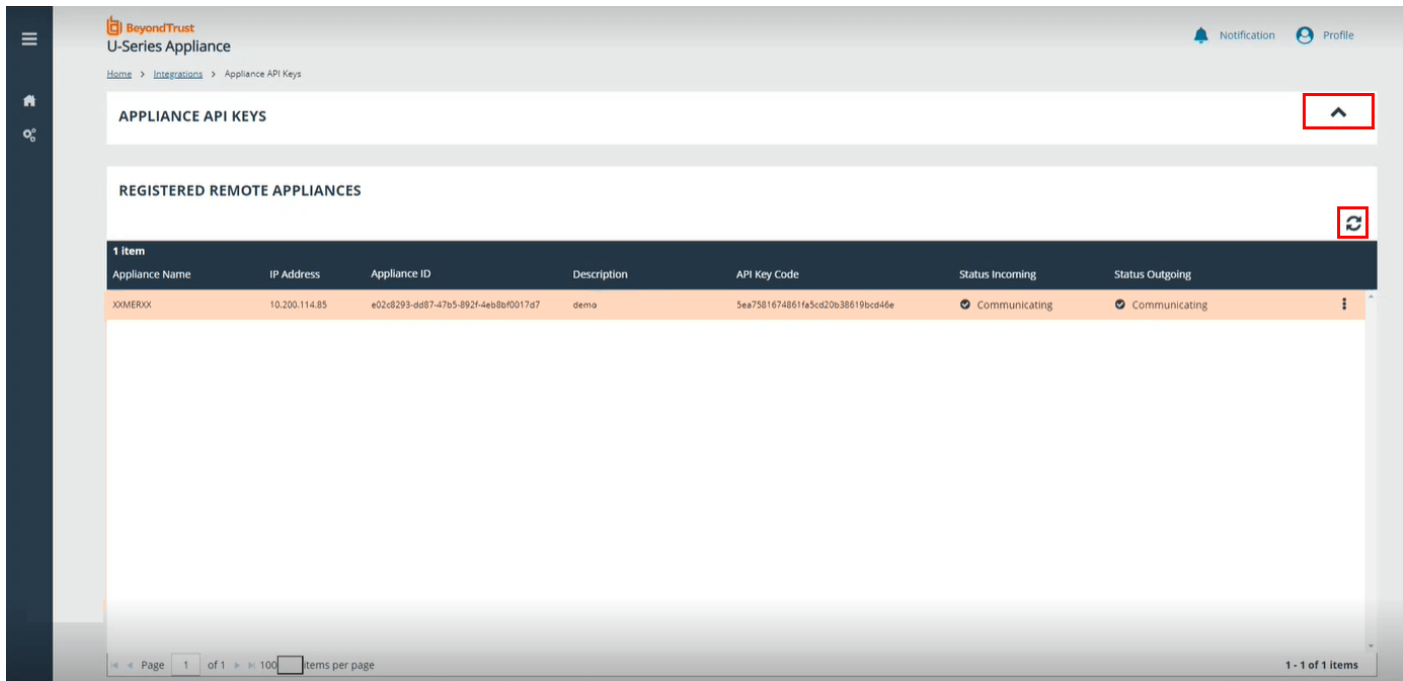 BeyondTrust
U-Series Appliance
Notification Profile
Home > Integrations > Appliance API Keys
APPLIANCE API KEYS
REGISTERED REMOTE APPLIANCES
1 item
Appliance Name IP Address Appliance ID Description API Key Code Status Incoming Status Outgoing
XXMERXX 10.200.114.85 e02c8293-dd87-47b5-892f-4eb8bf0017d7 demo 5ea7581674861fa5cd20b38619bcd46e Communicating Communicating
Page 1 of 1 100 items per page 1 - 1 of 1 items